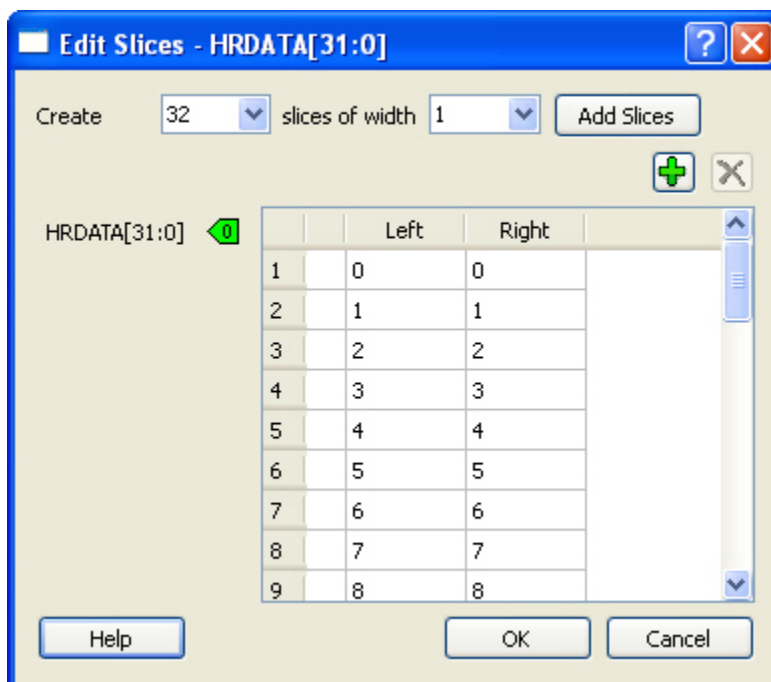 Edit Slices - HRDATA[31:0]
?
Create 32 slices of width 1 Add Slices
HRDATA[31:0] 0
Left Right
1 0 0
2 1 1
3 2 2
4 3 3
5 4 4
6 5 5
7 6 6
8 7 7
9 8 8
Help OK Cancel